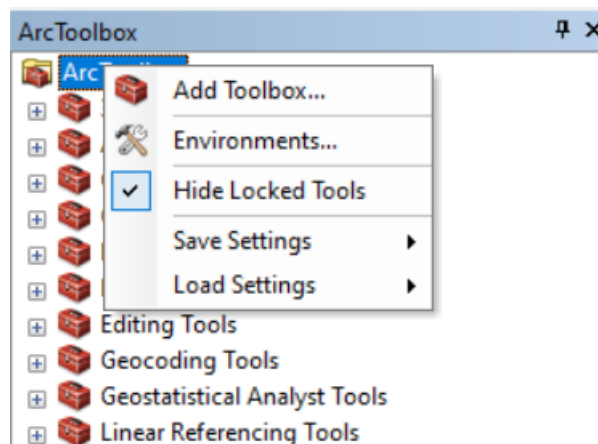 ArcToolbox
Arc
Add Toolbox...
Environments...
Hide Locked Tools
Save Settings
Load Settings
Editing Tools
Geocoding Tools
Geostatistical Analyst Tools
Linear Referencing Tools